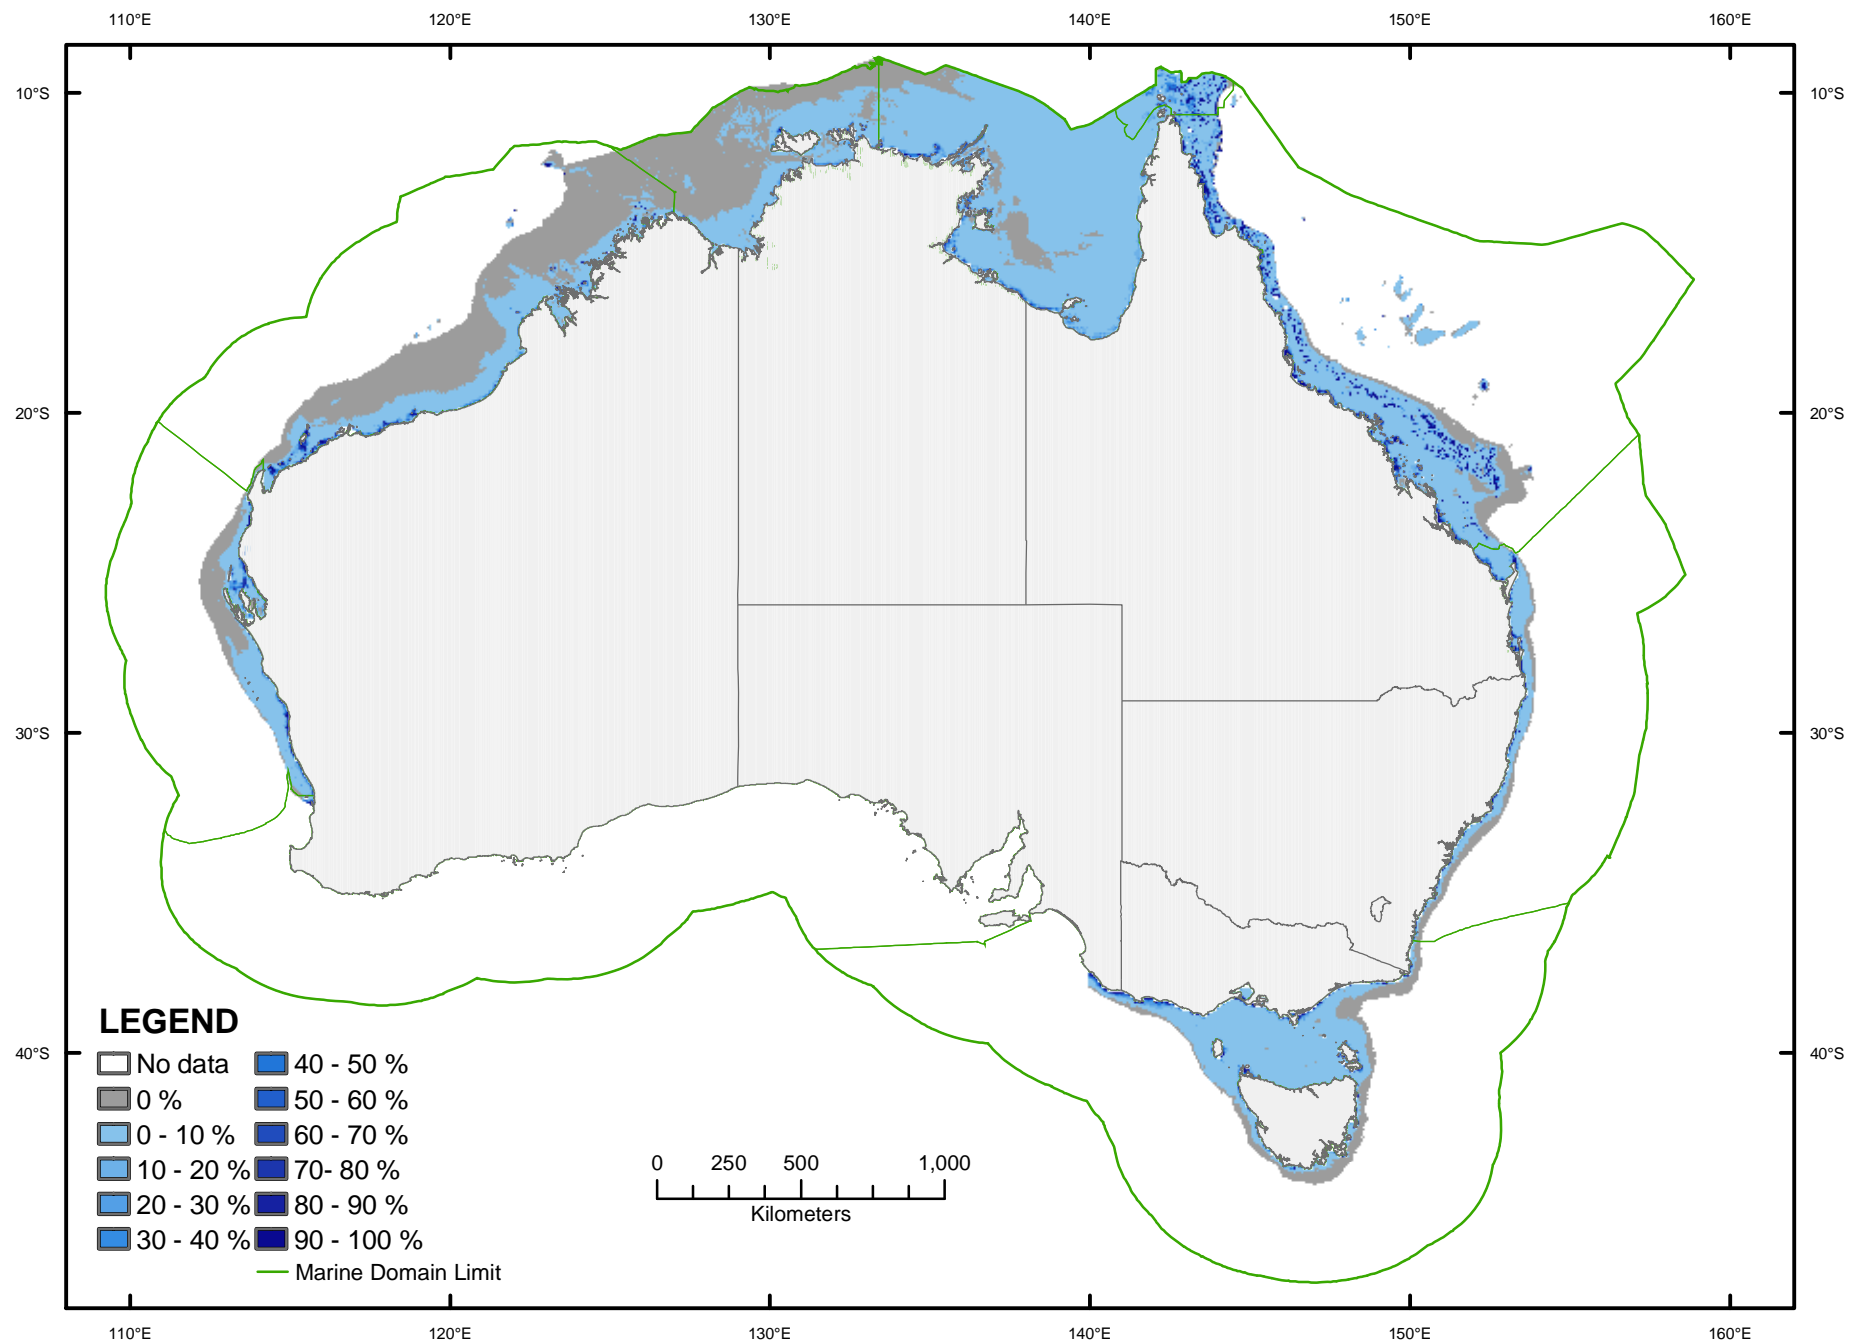 110°E 120°E 130°E 140°E 150°E 160°E
10°S 10°S
20°S 20°S
30°S 30°S
40°S 40°S
LEGEND
No data 40 - 50 %
0 % 50 - 60 %
0 - 10 % 60 - 70 %
10 - 20 % 70- 80 %
20 - 30 % 80 - 90 %
30 - 40 % 90 - 100 %
Marine Domain Limit
0 250 500 1,000
Kilometers
110°E 120°E 130°E 140°E 150°E 160°E